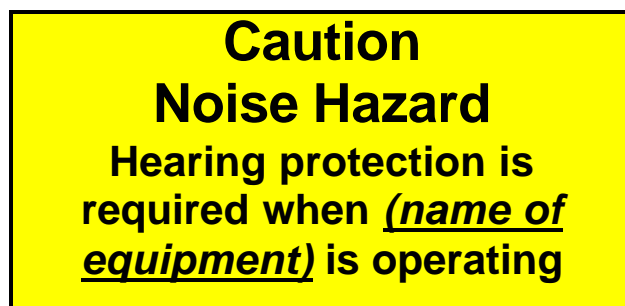 Caution
Noise Hazard
Hearing protection is
required when (name of
equipment) is operating